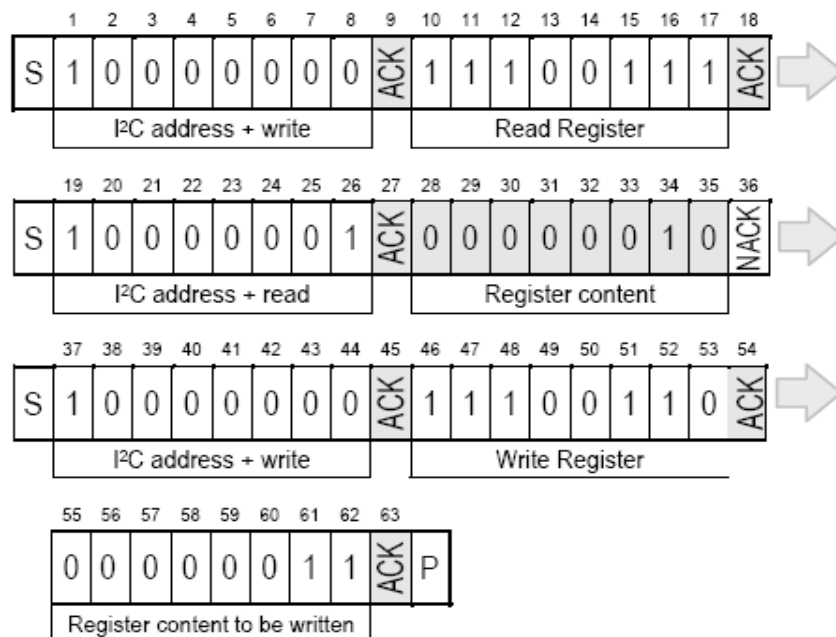 1 2 3 4 5 6 7 8 9 10 11 12 13 14 15 16 17 18
S 1 0 0 0 0 0 0 0 ACK 1 1 1 0 0 1 1 1 ACK
I²C address + write Read Register
19 20 21 22 23 24 25 26 27 28 29 30 31 32 33 34 35 36
S 1 0 0 0 0 0 0 1 ACK 0 0 0 0 0 0 1 0 NACK
I²C address + read Register content
37 38 39 40 41 42 43 44 45 46 47 48 49 50 51 52 53 54
S 1 0 0 0 0 0 0 0 ACK 1 1 1 0 0 1 1 0 ACK
I²C address + write Write Register
55 56 57 58 59 60 61 62 63
0 0 0 0 0 0 1 1 ACK P
Register content to be written